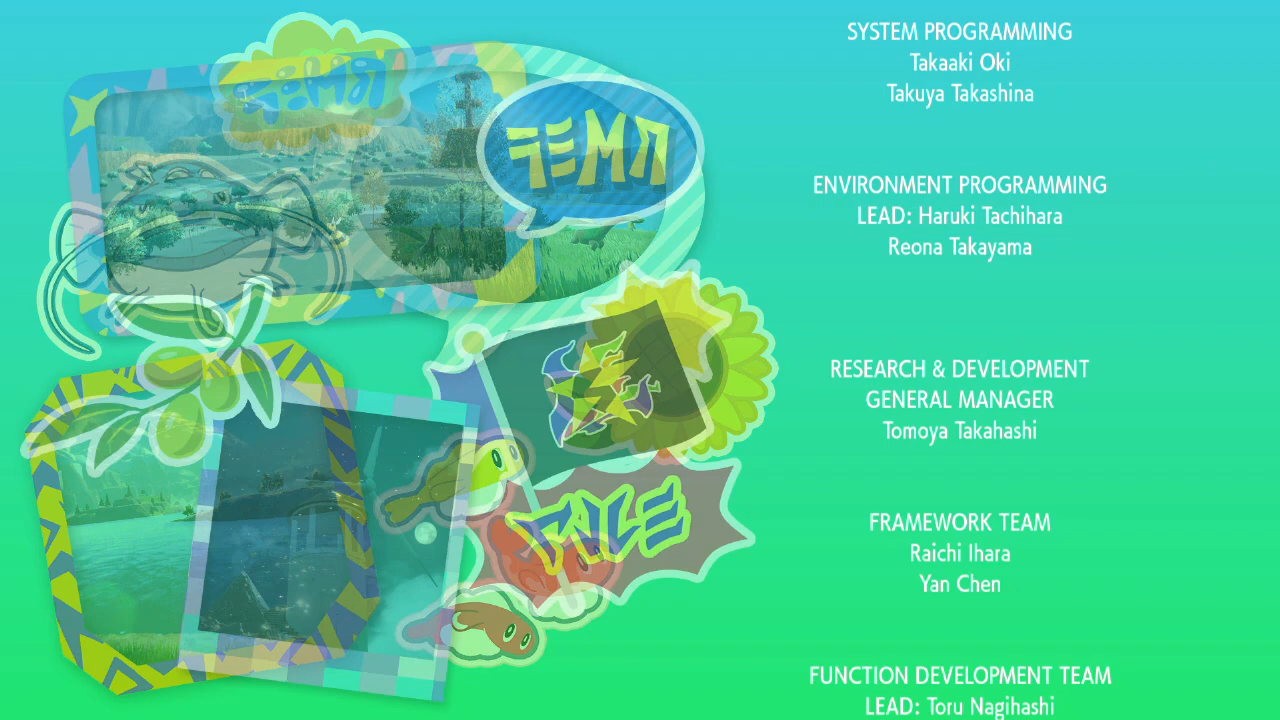 SYSTEM PROGRAMMING
Takaaki Oki
Takuya Takashina
ENVIRONMENT PROGRAMMING
LEAD: Haruki Tachihara
Reona Takayama
RESEARCH & DEVELOPMENT
GENERAL MANAGER
Tomoya Takahashi
FRAMEWORK TEAM
Raichi Ihara
Yan Chen
FUNCTION DEVELOPMENT TEAM
LEAD: Toru Nagihashi